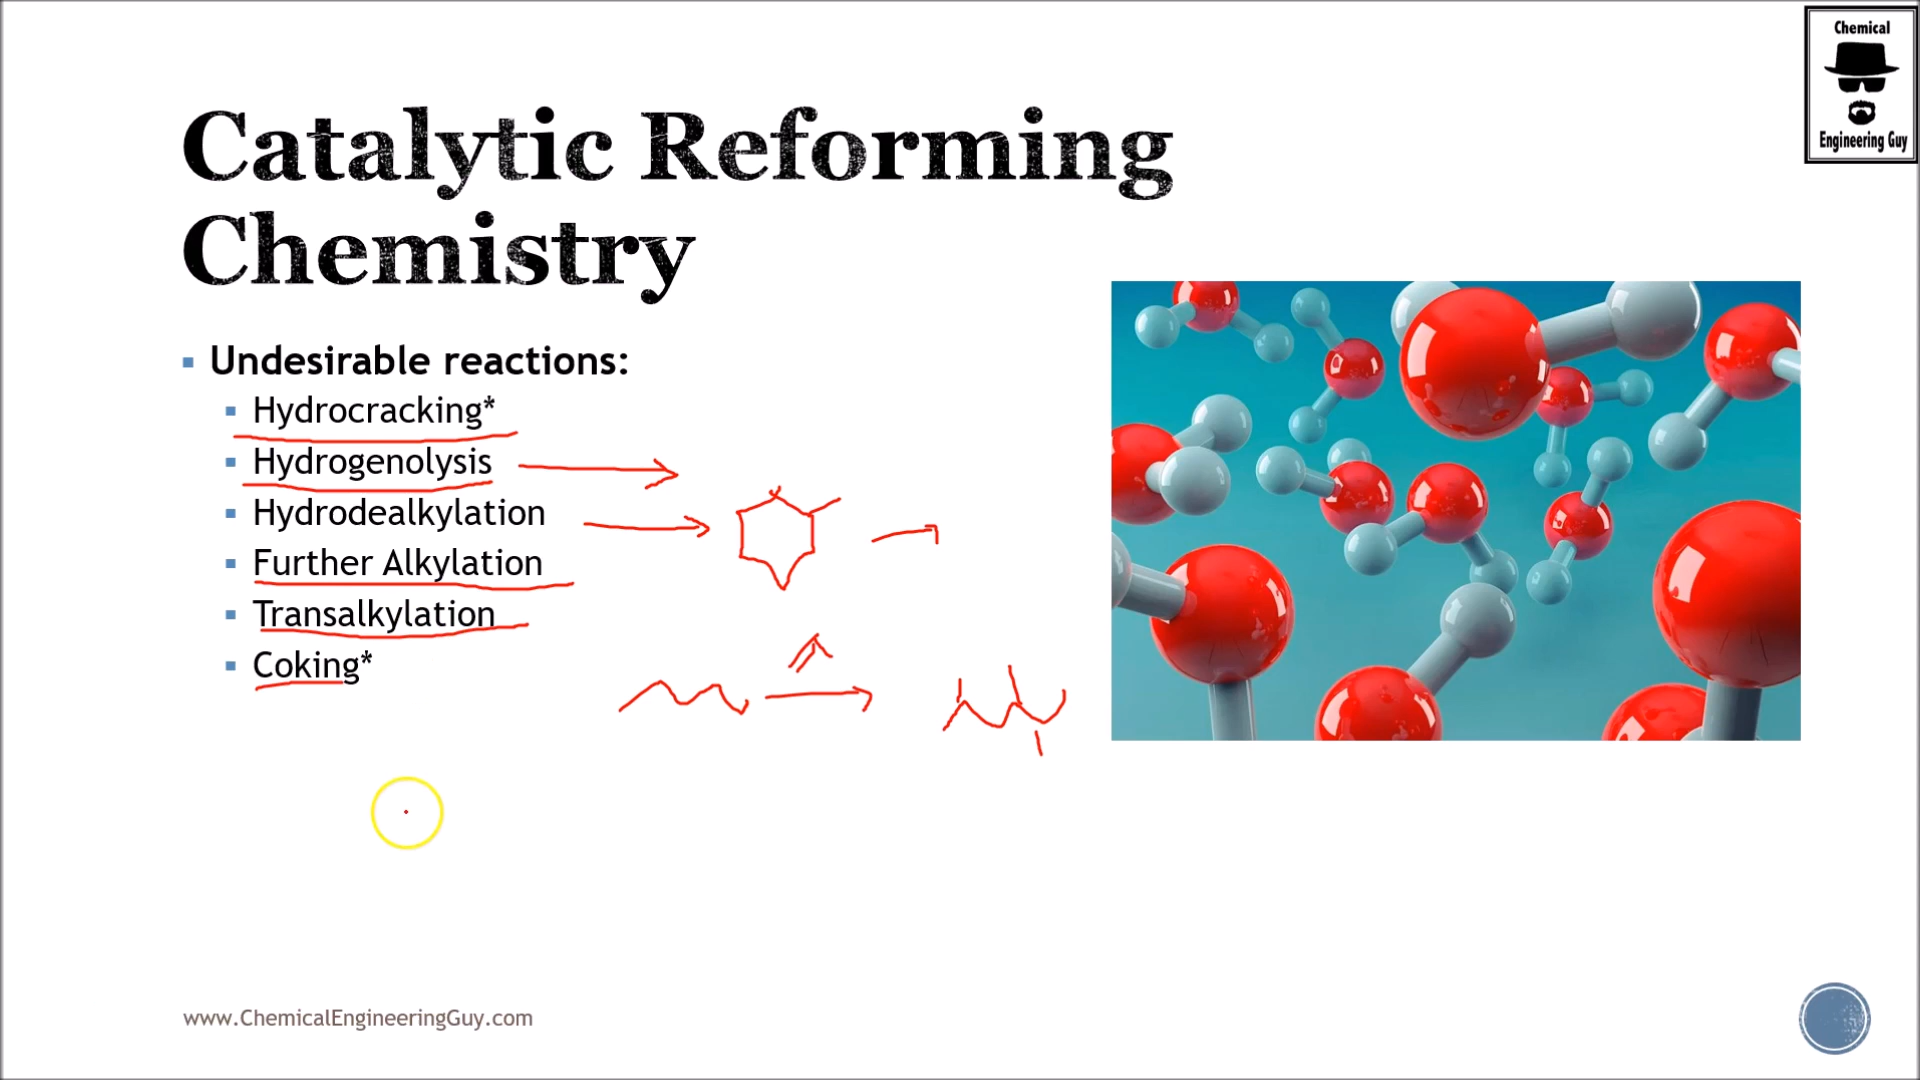 Chemical
Engineering Guy
Catalytic Reforming
Chemistry
Undesirable reactions:
Hydrocracking*
Hydrogenolysis
Hydrodealkylation
Further Alkylation
Transalkylation
Coking*
www.ChemicalEngineeringGuy.com